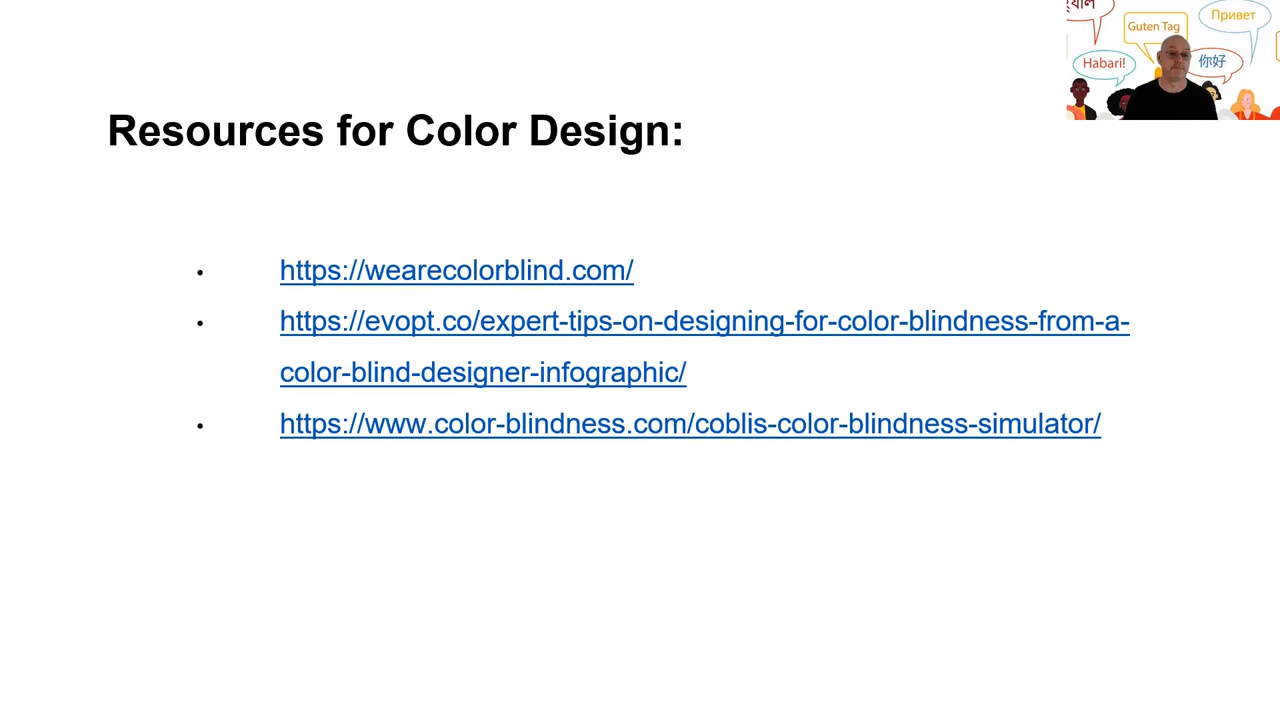 Guten Tag
Привет
Habari!
你好
Resources for Color Design:
• https://wearecolorblind.com/
• https://evopt.co/expert-tips-on-designing-for-color-blindness-from-a-
color-blind-designer-infographic/
• https://www.color-blindness.com/coblis-color-blindness-simulator/